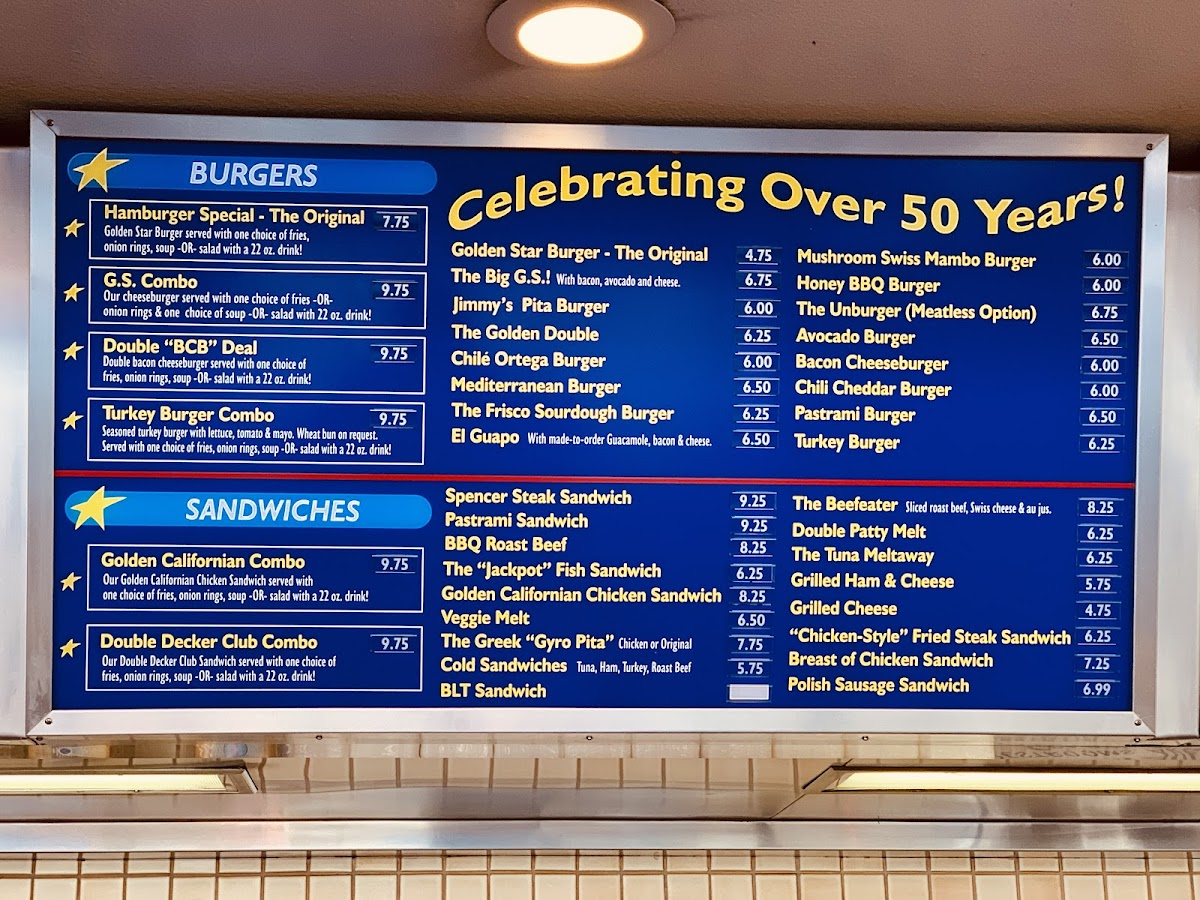 BURGERS
Hamburger Special - The Original 7.75
Golden Star Burger served with one choice of fries,
onion rings, soup -OR- salad with a 22 oz. drink!
G.S. Combo 9.75
Our cheeseburger served with one choice of fries -OR-
onion rings & one choice of soup -OR- salad with a 22 oz. drink!
Double “BCB” Deal 9.75
Double bacon cheeseburger served with one choice of
fries, onion rings, soup -OR- salad with a 22 oz. drink!
Turkey Burger Combo 9.75
Seasoned turkey burger with lettuce, tomato & mayo. Wheat bun on request.
Served with one choice of fries, onion rings, soup -OR- salad with a 22 oz. drink!
Celebrating Over 50 Years!
Golden Star Burger - The Original 4.75
The Big G.S.! With bacon, avocado and cheese. 6.75
Jimmy’s Pita Burger 6.00
The Golden Double 6.25
Chilé Ortega Burger 6.00
Mediterranean Burger 6.50
The Frisco Sourdough Burger 6.25
El Guapo With made-to-order Guacamole, bacon & cheese. 6.50
Mushroom Swiss Mambo Burger 6.00
Honey BBQ Burger 6.00
The Unburger (Meatless Option) 6.75
Avocado Burger 6.50
Bacon Cheeseburger 6.00
Chili Cheddar Burger 6.00
Pastrami Burger 6.50
Turkey Burger 6.25
SANDWICHES
Golden Californian Combo 9.75
Our Golden Californian Chicken Sandwich served with
one choice of fries, onion rings, soup -OR- salad with a 22 oz. drink!
Double Decker Club Combo 9.75
Our Double Decker Club Sandwich served with one choice of
fries, onion rings, soup -OR- salad with a 22 oz. drink!
Spencer Steak Sandwich 9.25
Pastrami Sandwich 9.25
BBQ Roast Beef 8.25
The “Jackpot” Fish Sandwich 6.25
Golden Californian Chicken Sandwich 8.25
Veggie Melt 6.50
The Greek “Gyro Pita” Chicken or Original 7.75
Cold Sandwiches Tuna, Ham, Turkey, Roast Beef 5.75
BLT Sandwich
The Beefeater Sliced roast beef, Swiss cheese & au jus. 8.25
Double Patty Melt 6.25
The Tuna Meltaway 6.25
Grilled Ham & Cheese 5.75
Grilled Cheese 4.75
“Chicken-Style” Fried Steak Sandwich 6.25
Breast of Chicken Sandwich 7.25
Polish Sausage Sandwich 6.99